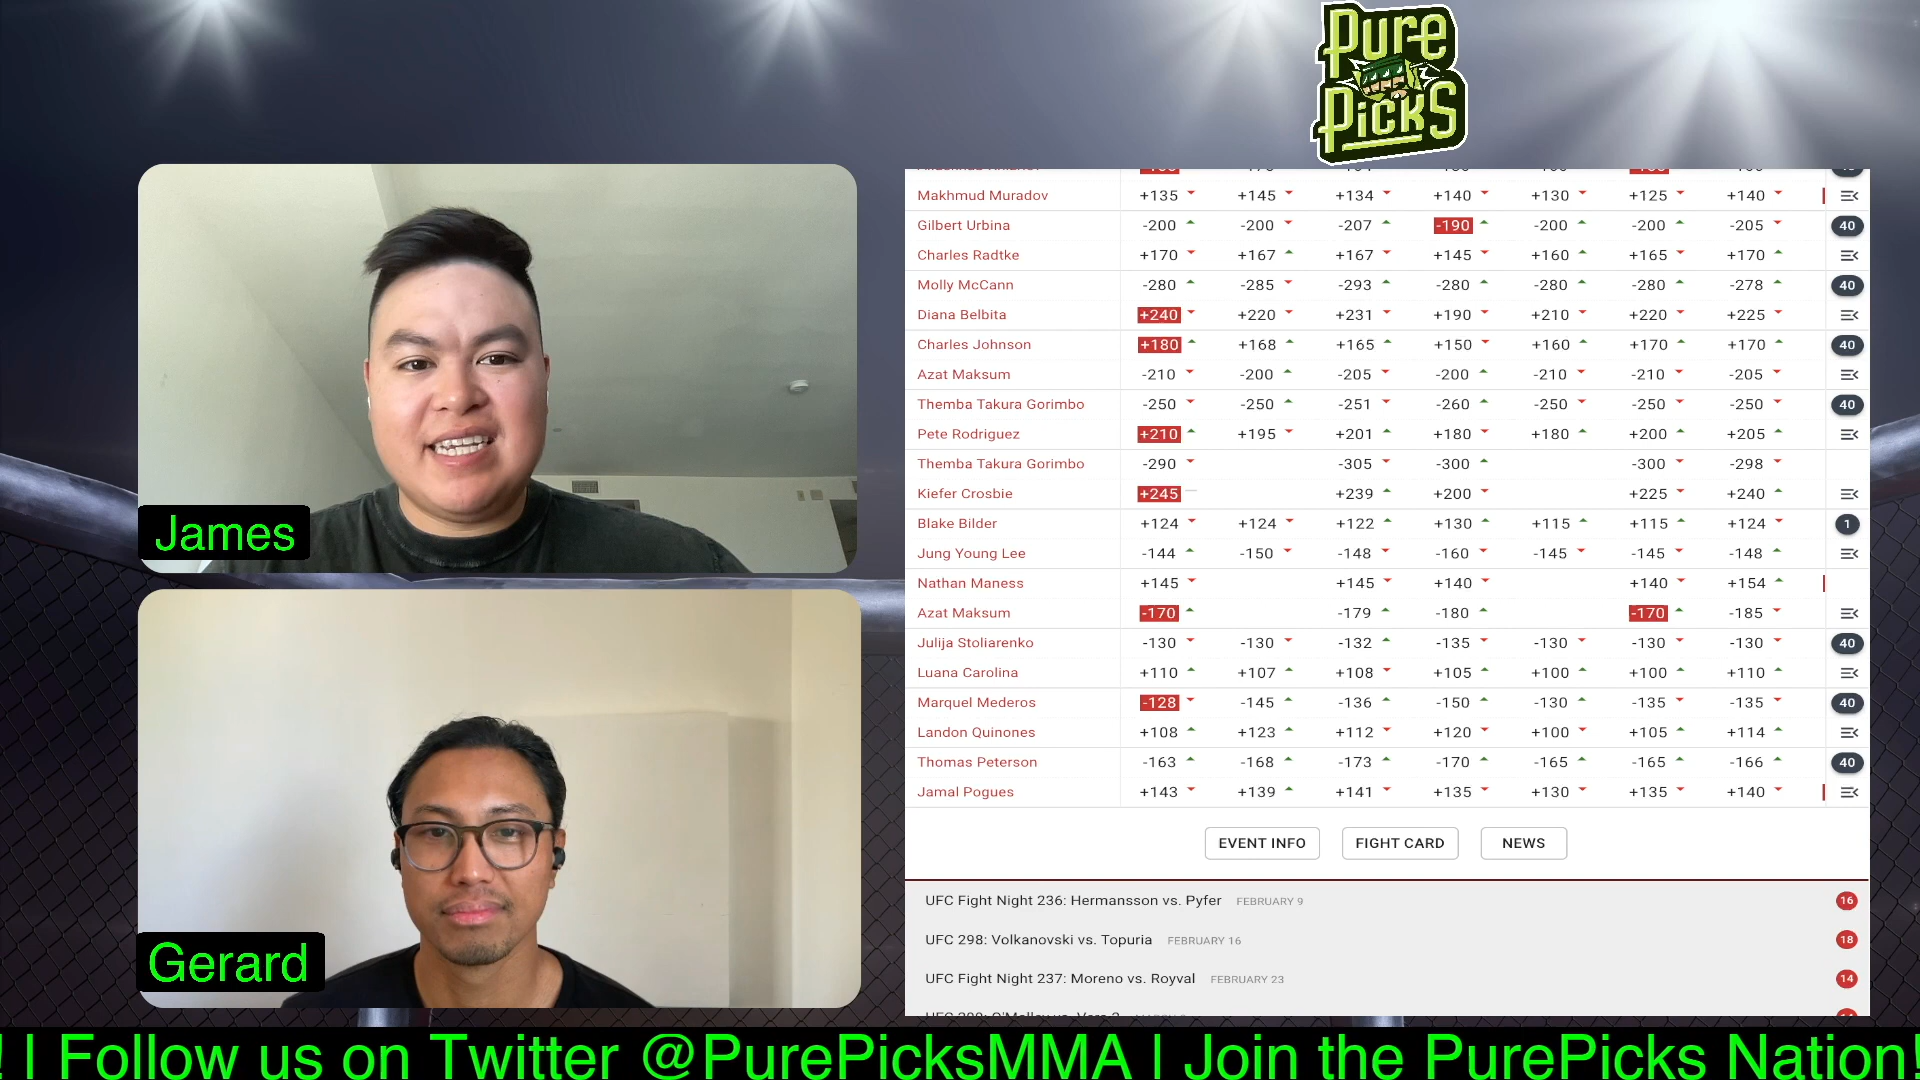 Pure
Picks
James
Gerard
Makhmud Muradov +135 +145 +134 +140 +130 +125 +140
Gilbert Urbina -200 -200 -207 -190 -200 -200 -205 40
Charles Radtke +170 +167 +167 +145 +160 +165 +170
Molly McCann -280 -285 -293 -280 -280 -280 -278 40
Diana Belbita +240 +220 +231 +190 +210 +220 +225
Charles Johnson +180 +168 +165 +150 +160 +170 +170 40
Azat Maksum -210 -200 -205 -200 -210 -210 -205
Themba Takura Gorimbo -250 -250 -251 -260 -250 -250 -250 40
Pete Rodriguez +210 +195 +201 +180 +180 +200 +205
Themba Takura Gorimbo -290 -305 -300 -300 -298
Kiefer Crosbie +245 +239 +200 +225 +240
Blake Bilder +124 +124 +122 +130 +115 +115 +124 1
Jung Young Lee -144 -150 -148 -160 -145 -145 -148
Nathan Maness +145 +145 +140 +140 +154
Azat Maksum -170 -179 -180 -170 -185
Julija Stoliarenko -130 -130 -132 -135 -130 -130 -130 40
Luana Carolina +110 +107 +108 +105 +100 +100 +110
Marquel Mederos -128 -145 -136 -150 -130 -135 -135 40
Landon Quinones +108 +123 +112 +120 +100 +105 +114
Thomas Peterson -163 -168 -173 -170 -165 -165 -166 40
Jamal Pogues +143 +139 +141 +135 +130 +135 +140
EVENT INFO FIGHT CARD NEWS
UFC Fight Night 236: Hermansson vs. Pyfer FEBRUARY 9 16
UFC 298: Volkanovski vs. Topuria FEBRUARY 16 18
UFC Fight Night 237: Moreno vs. Royval FEBRUARY 23 14
! | Follow us on Twitter @PurePicksMMA | Join the PurePicks Nation!